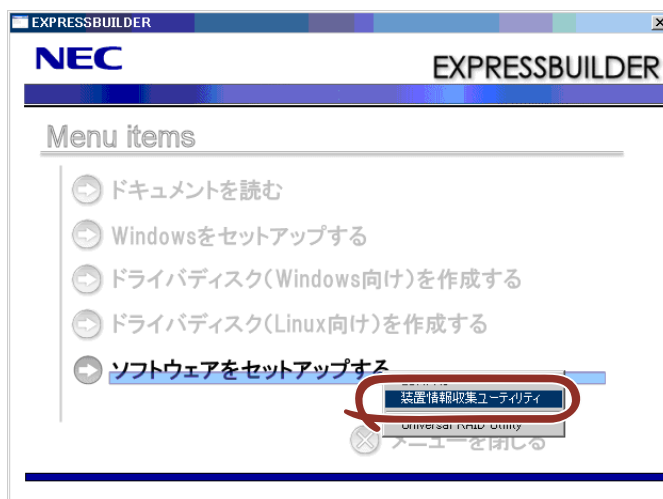 EXPRESSBUILDER
NEC
EXPRESSBUILDER
Menu items
ドキュメントを読む
Windowsをセットアップする
ドライバディスク(Windows向け)を作成する
ドライバディスク(Linux向け)を作成する
ソフトウェアをセットアップする
装置情報収集ユーティリティ
Universal RAID Utility
メニューを閉じる